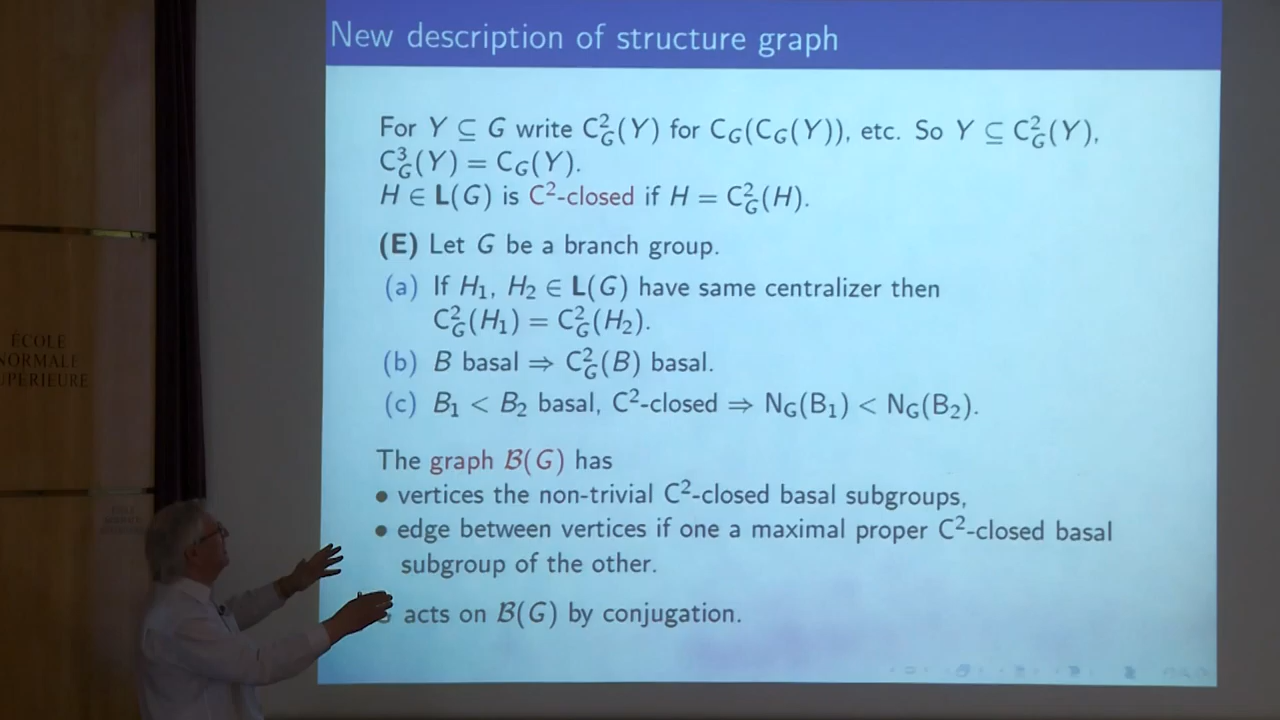 New description of structure graph
For Y ⊆ G write C²_G(Y) for C_G(C_G(Y)), etc. So Y ⊆ C²_G(Y),
C³_G(Y) = C_G(Y).
H ∈ L(G) is C²-closed if H = C²_G(H).
(E) Let G be a branch group.
(a) If H₁, H₂ ∈ L(G) have same centralizer then
C²_G(H₁) = C²_G(H₂).
(b) B basal ⇒ C²_G(B) basal.
(c) B₁ < B₂ basal, C²-closed ⇒ N_G(B₁) < N_G(B₂).
The graph B(G) has
• vertices the non-trivial C²-closed basal subgroups,
• edge between vertices if one a maximal proper C²-closed basal
subgroup of the other.
acts on B(G) by conjugation.
ÉCOLE
NORMALE
UPERIEURE